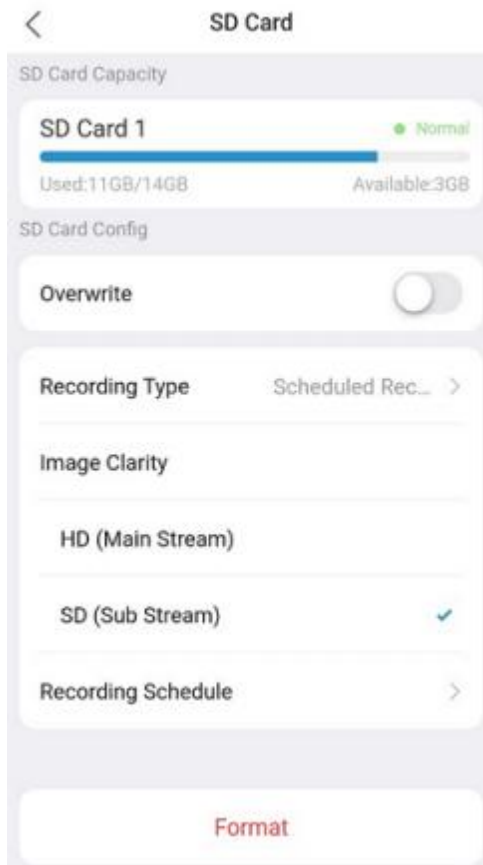 SD Card
SD Card Capacity
SD Card 1 Normal
Used:11GB/14GB Available:3GB
SD Card Config
Overwrite
Recording Type Scheduled Rec...
Image Clarity
HD (Main Stream)
SD (Sub Stream)
Recording Schedule
Format